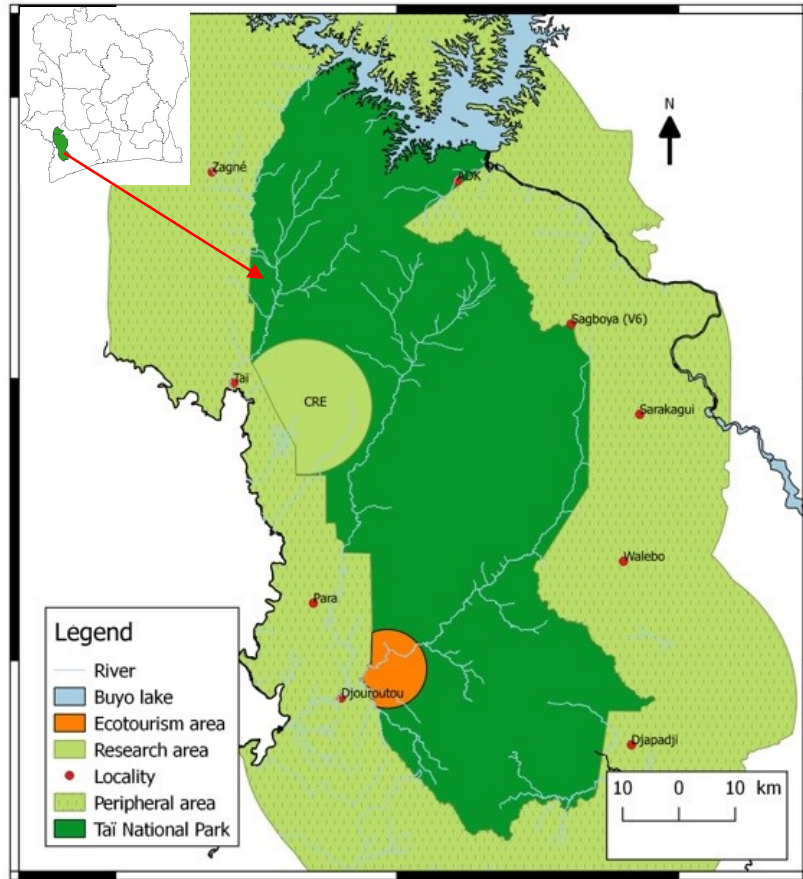 N
Zagné
ADK
Sagboya (V6)
Taï
CRE
Sarakagui
Walebo
Para
Djouroutou
Djapadji
Legend
River
Buyo lake
Ecotourism area
Research area
Locality
Peripheral area
Taï National Park
10 0 10 km